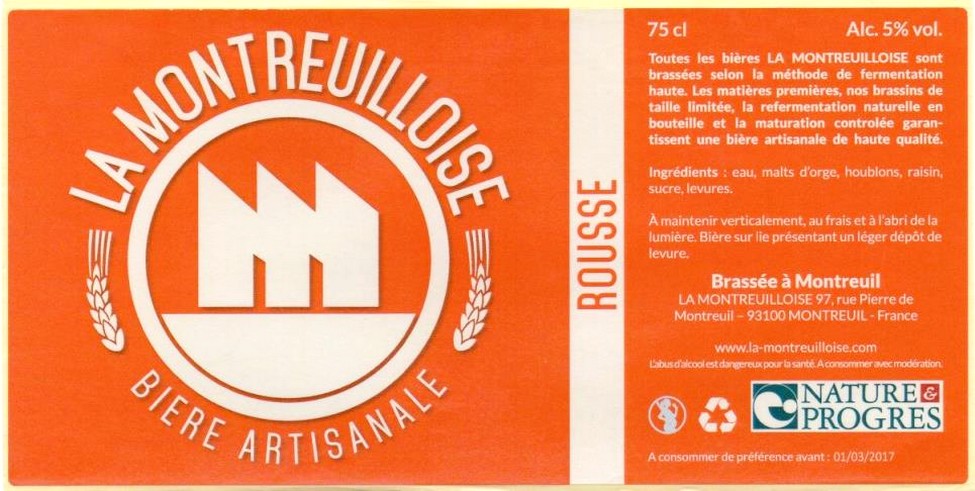 LA MONTREUILLOISE
BIERE ARTISANALE
ROUSSE
75 cl Alc. 5% vol.
Toutes les bières LA MONTREUILLOISE sont
brassées selon la méthode de fermentation
haute. Les matières premières, nos brassins de
taille limitée, la refermentation naturelle en
bouteille et la maturation controlée garan-
tissent une bière artisanale de haute qualité.
Ingrédients : eau, malts d'orge, houblons, raisin,
sucre, levures.
À maintenir verticalement, au frais et à l'abri de la
lumière. Bière sur lie présentant un léger dépôt de
levure.
Brassée à Montreuil
LA MONTREUILLOISE 97, rue Pierre de
Montreuil – 93100 MONTREUIL - France
www.la-montreuilloise.com
L'abus d'alcool est dangereux pour la santé. A consommer avec modération.
NATURE &
PROGRES
A consommer de préférence avant : 01/03/2017